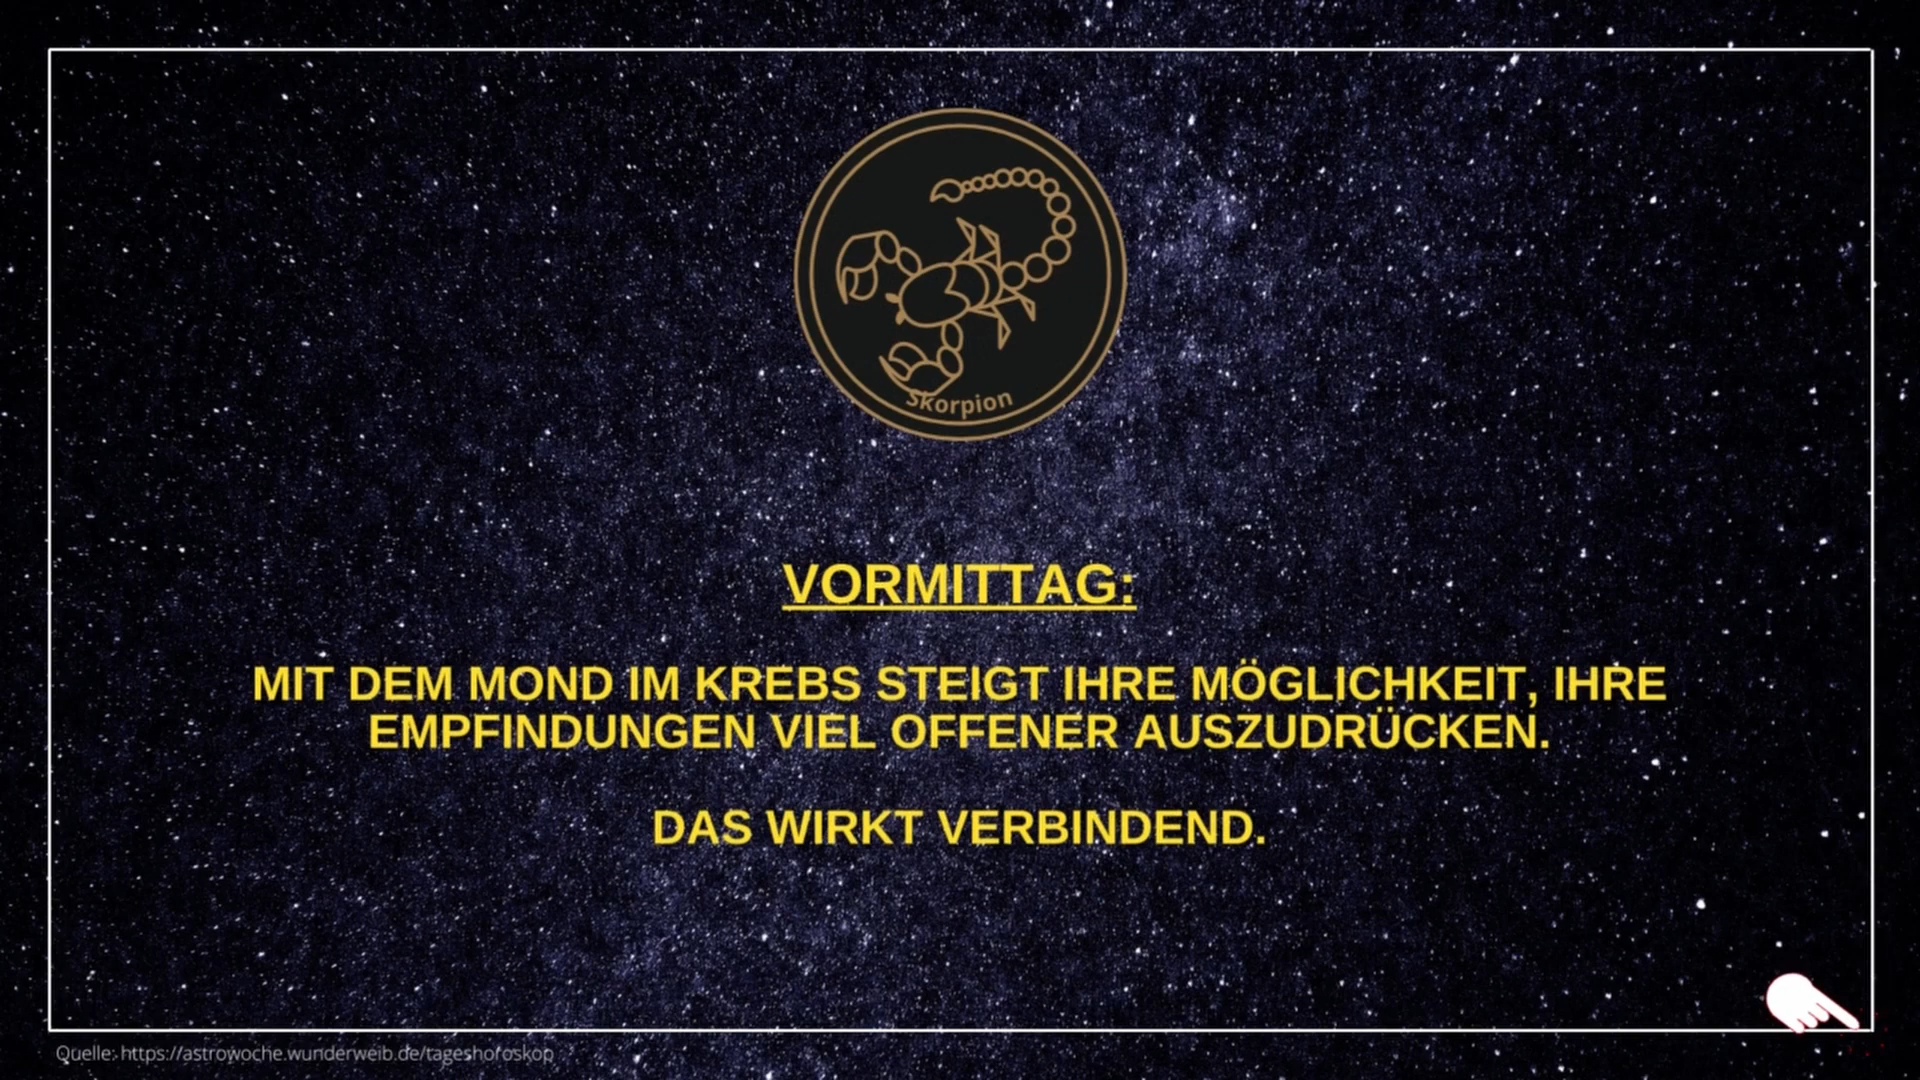 Skorpion
VORMITTAG:
MIT DEM MOND IM KREBS STEIGT IHRE MÖGLICHKEIT, IHRE
EMPFINDUNGEN VIEL OFFENER AUSZUDRÜCKEN.
DAS WIRKT VERBINDEND.
Quelle: https://astrowoche.wunderweib.de/tageshoroskop